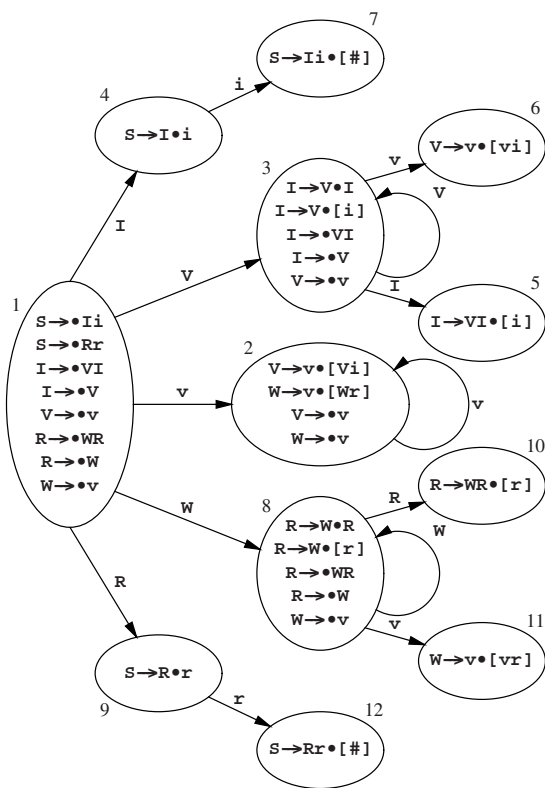 7
S→Ii•[#]
i
4
S→I•i
I
6
V→v•[vi]
v
3
I→V•I
I→V•[i]
I→•VI
I→•V
V→•v
V
I
5
I→VI•[i]
V
1
S→•Ii
S→•Rr
I→•VI
I→•V
V→•v
R→•WR
R→•W
W→•v
v
2
V→v•[Vi]
W→v•[Wr]
V→•v
W→•v
v
W
8
R→W•R
R→W•[r]
R→•WR
R→•W
W→•v
R
10
R→WR•[r]
W
v
11
W→v•[vr]
R
S→R•r
9
r
12
S→Rr•[#]